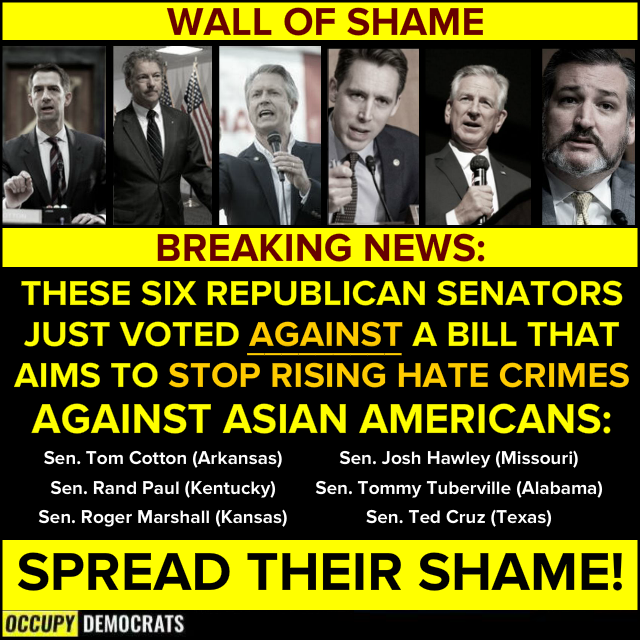 WALL OF SHAME
BREAKING NEWS:
THESE SIX REPUBLICAN SENATORS
JUST VOTED AGAINST A BILL THAT
AIMS TO STOP RISING HATE CRIMES
AGAINST ASIAN AMERICANS:
Sen. Tom Cotton (Arkansas)
Sen. Josh Hawley (Missouri)
Sen. Rand Paul (Kentucky)
Sen. Tommy Tuberville (Alabama)
Sen. Roger Marshall (Kansas)
Sen. Ted Cruz (Texas)
SPREAD THEIR SHAME!
OCCUPY DEMOCRATS